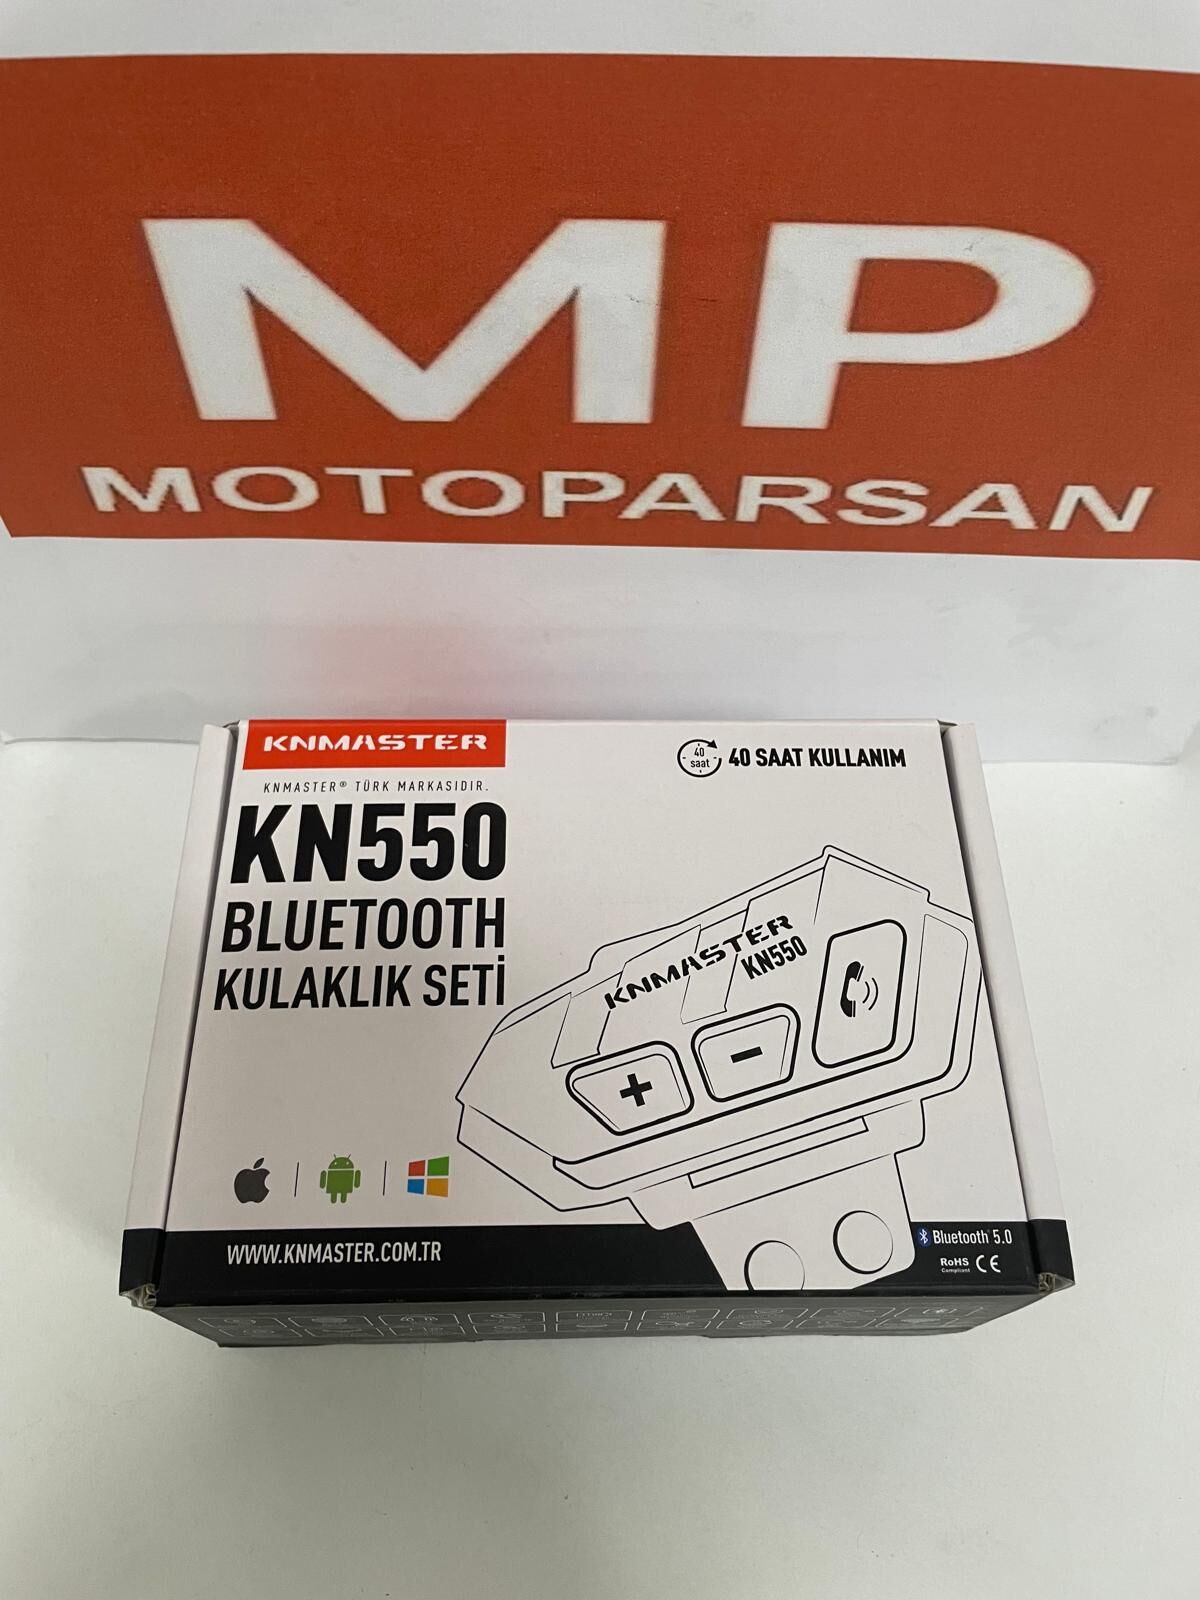 MP
MOTOPARSAN
KNMASTER
KNMASTER® TÜRK MARKASIDIR.
40 saat
40 SAAT KULLANIM
KN550
BLUETOOTH
KULAKLIK SETİ
KNMASTER
KN550
+
-
WWW.KNMASTER.COM.TR
Bluetooth 5.0
RoHS
Compliant
CE